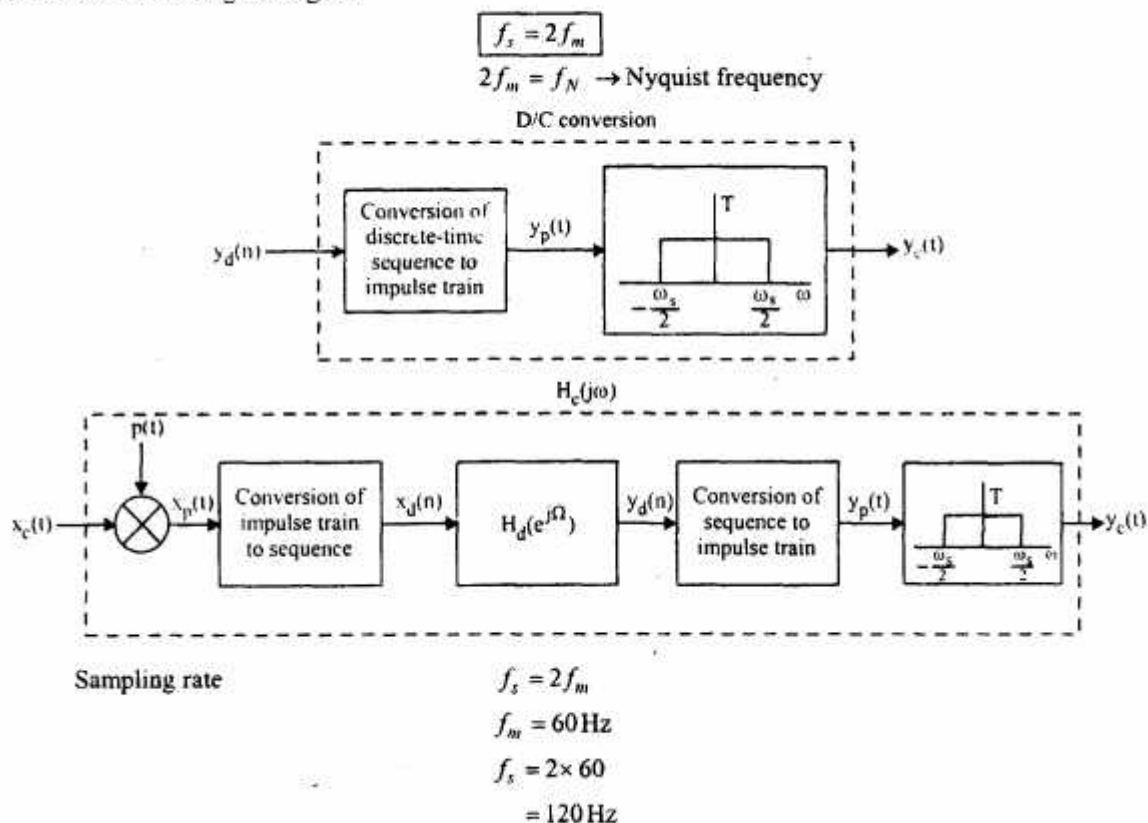 f_s = 2f_m
2f_m = f_N → Nyquist frequency
D/C conversion
y_d(n)
Conversion of
discrete-time
sequence to
impulse train
y_p(t)
T
-ω_s/2
ω_s/2
ω
y_c(t)
H_c(jω)
p(t)
x_c(t)
x_p(t)
Conversion of
impulse train
to sequence
x_d(n)
H_d(e^{jΩ})
y_d(n)
Conversion of
sequence to
impulse train
y_p(t)
T
-ω_s/2
ω_s/2
y_c(t)
Sampling rate
f_s = 2f_m
f_m = 60 Hz
f_s = 2 × 60
= 120 Hz